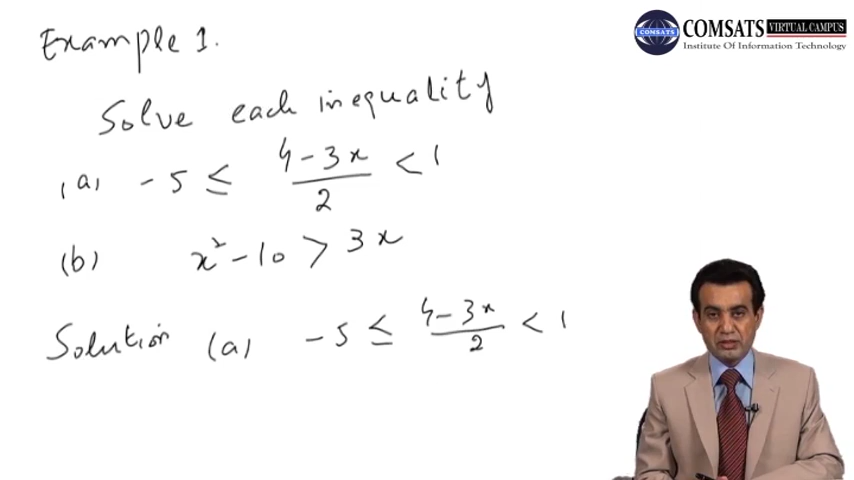 COMSATS VIRTUAL CAMPUS
Institute Of Information Technology
COMSATS
Example 1.
Solve each inequality
(a) -5 ≤ (4-3x)/2 < 1
(b) x² - 10 > 3x
Solution (a) -5 ≤ (4-3x)/2 < 1